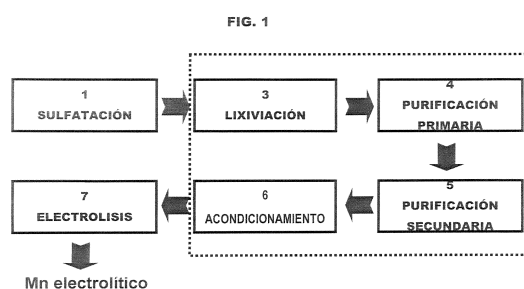 FIG. 1
1
SULFATACIÓN
3
LIXIVIACIÓN
4
PURIFICACIÓN
PRIMARIA
7
ELECTROLISIS
6
ACONDICIONAMIENTO
5
PURIFICACIÓN
SECUNDARIA
Mn electrolítico